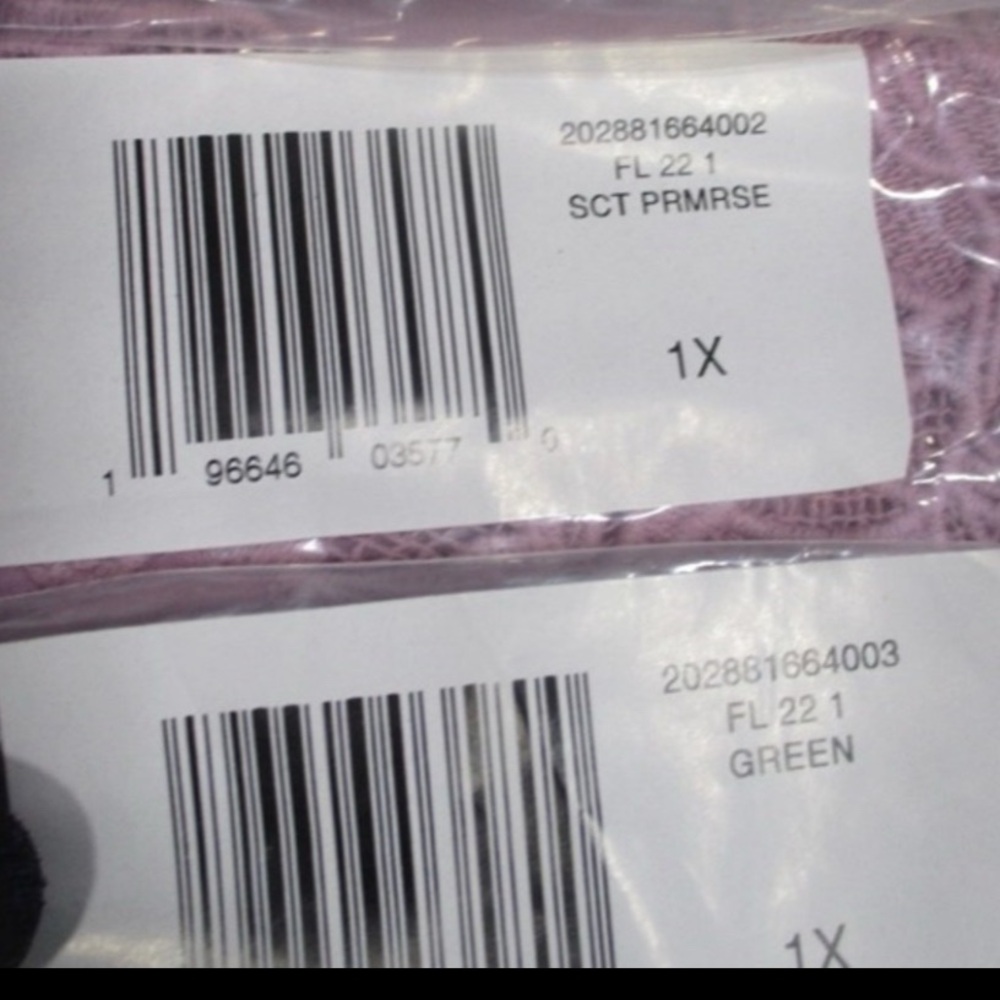 202881664002
FL 22 1
SCT PRMRSE
1X
1 96646 03577 0
202881664003
FL 22 1
GREEN
1X